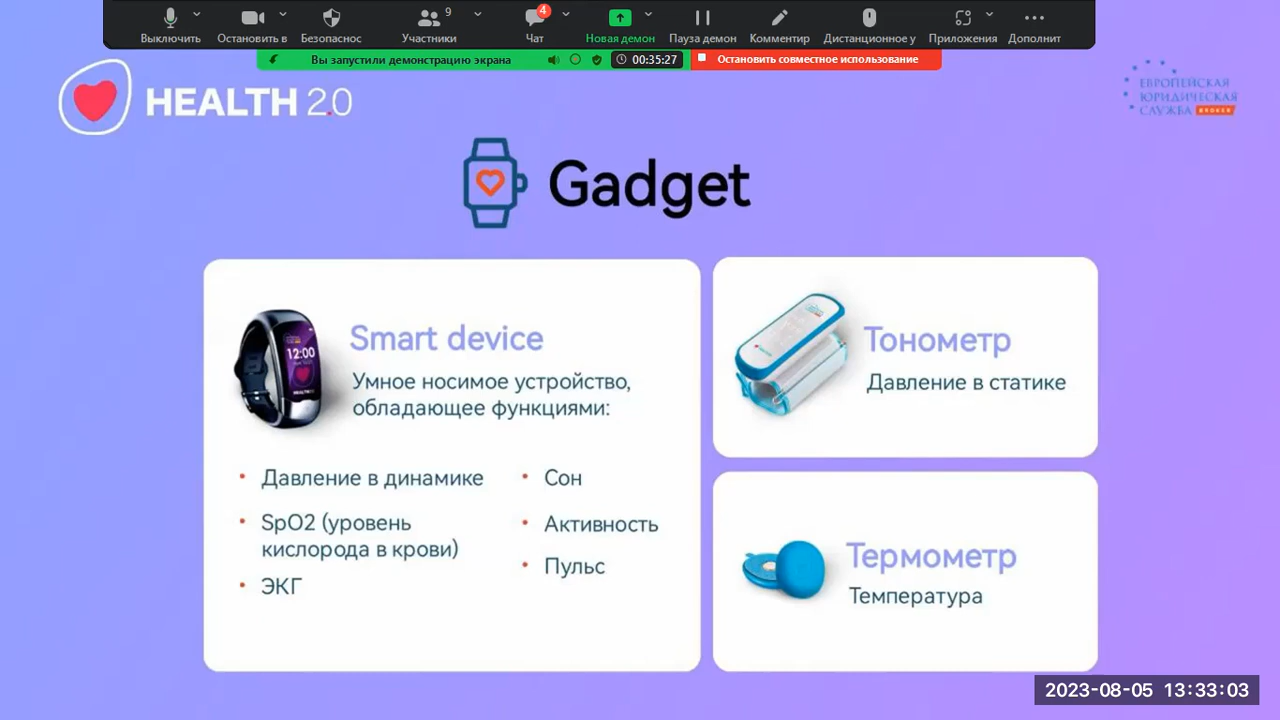 9
4
Выключить
Остановить в
Безопаснос
Участники
Чат
Новая демон
Пауза демон
Комментир
Дистанционное у
Приложения
Дополнит
Вы запустили демонстрацию экрана
00:35:27
Остановить совместное использование
HEALTH 2.0
ЕВРОПЕЙСКАЯ
ЮРИДИЧЕСКАЯ
СЛУЖБА BROKER
Gadget
12:00
Smart device
Умное носимое устройство,
обладающее функциями:
• Давление в динамике
• SpO2 (уровень
кислорода в крови)
• ЭКГ
• Сон
• Активность
• Пульс
Тонометр
Давление в статике
Термометр
Температура
2023-08-05 13:33:03